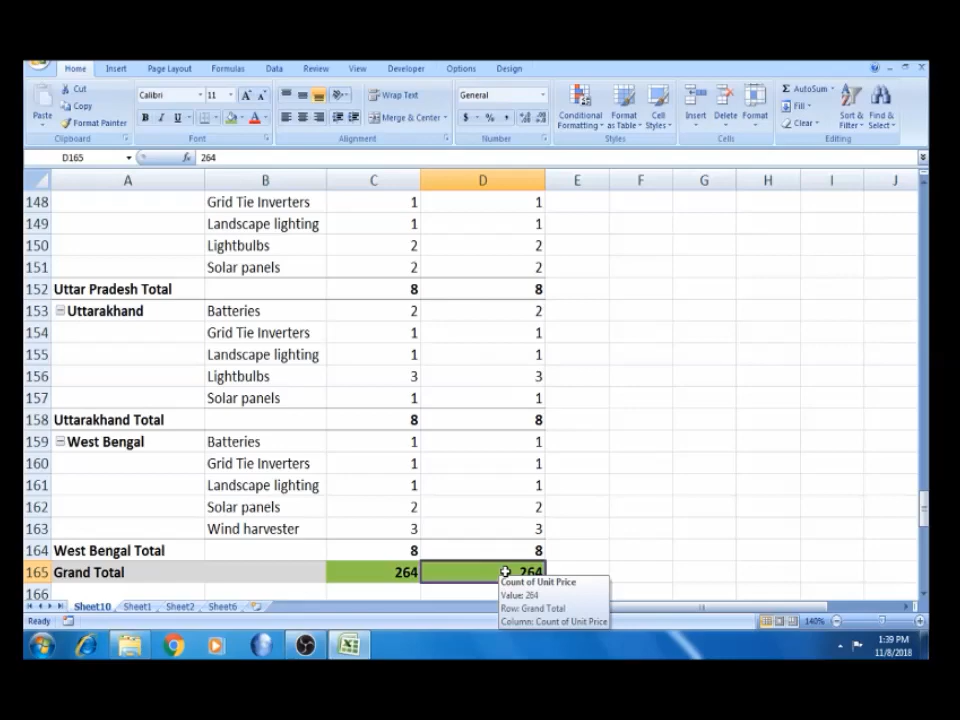 Home Insert Page Layout Formulas Data Review View Developer Options Design
Cut Calibri 11 A A Wrap Text General AutoSum
Copy Fill
Paste Format Painter B I U A Merge & Center $ % , Conditional Formatting Format as Table Cell Styles Insert Delete Format Clear Sort & Filter Find & Select
Clipboard Font Alignment Number Styles Cells Editing
D165 fx 264
A B C D E F G H I J
148 Grid Tie Inverters 1 1
149 Landscape lighting 1 1
150 Lightbulbs 2 2
151 Solar panels 2 2
152 Uttar Pradesh Total 8 8
153 Uttarakhand Batteries 2 2
154 Grid Tie Inverters 1 1
155 Landscape lighting 1 1
156 Lightbulbs 3 3
157 Solar panels 1 1
158 Uttarakhand Total 8 8
159 West Bengal Batteries 1 1
160 Grid Tie Inverters 1 1
161 Landscape lighting 1 1
162 Solar panels 2 2
163 Wind harvester 3 3
164 West Bengal Total 8 8
165 Grand Total 264 264
166
Count of Unit Price
Value: 264
Row: Grand Total
Column: Count of Unit Price
Sheet10 Sheet1 Sheet2 Sheet6
Ready 140%
1:39 PM
11/8/2018